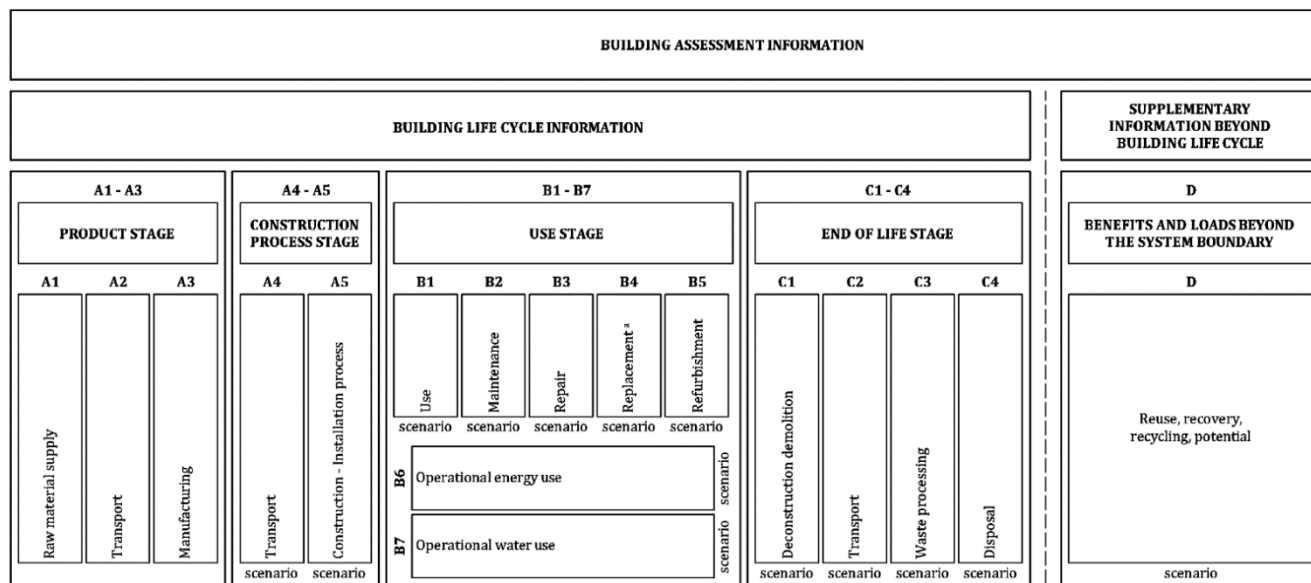 BUILDING ASSESSMENT INFORMATION
BUILDING LIFE CYCLE INFORMATION
SUPPLEMENTARY
INFORMATION BEYOND
BUILDING LIFE CYCLE
A1 - A3
PRODUCT STAGE
A1
A2
A3
Raw material supply
Transport
Manufacturing
A4 - A5
CONSTRUCTION
PROCESS STAGE
A4
A5
Transport
Construction - Installation process
scenario
scenario
B1 - B7
USE STAGE
B1
B2
B3
B4
B5
Use
Maintenance
Repair
Replacement ª
Refurbishment
scenario
scenario
scenario
scenario
scenario
B6
Operational energy use
scenario
B7
Operational water use
scenario
C1 - C4
END OF LIFE STAGE
C1
C2
C3
C4
Deconstruction demolition
Transport
Waste processing
Disposal
scenario
scenario
scenario
scenario
D
BENEFITS AND LOADS BEYOND
THE SYSTEM BOUNDARY
D
Reuse, recovery,
recycling, potential
scenario